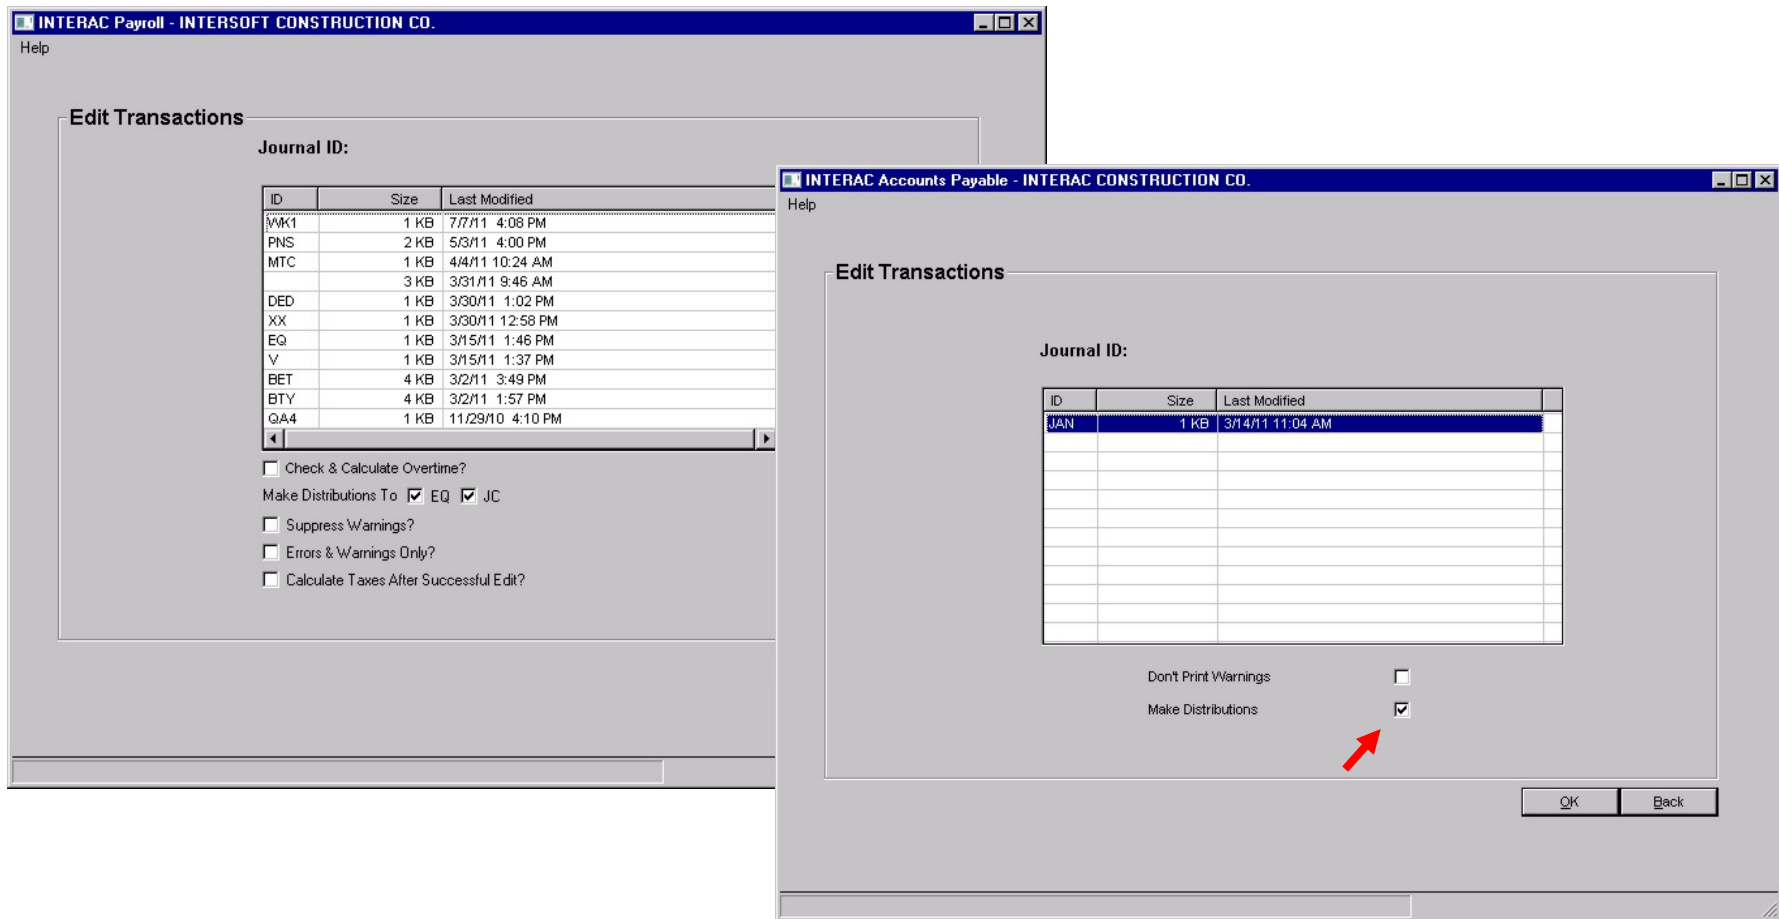 INTERAC Payroll - INTERSOFT CONSTRUCTION CO.
Help
Edit Transactions
Journal ID:
ID Size Last Modified
WK1 1 KB 7/7/11 4:08 PM
PNS 2 KB 5/3/11 4:00 PM
MTC 1 KB 4/4/11 10:24 AM
3 KB 3/31/11 9:46 AM
DED 1 KB 3/30/11 1:02 PM
XX 1 KB 3/30/11 12:58 PM
EQ 1 KB 3/15/11 1:46 PM
V 1 KB 3/15/11 1:37 PM
BET 4 KB 3/2/11 3:49 PM
BTY 4 KB 3/2/11 1:57 PM
QA4 1 KB 11/29/10 4:10 PM
Check & Calculate Overtime?
Make Distributions To EQ JC
Suppress Warnings?
Errors & Warnings Only?
Calculate Taxes After Successful Edit?
INTERAC Accounts Payable - INTERAC CONSTRUCTION CO.
Help
Edit Transactions
Journal ID:
ID Size Last Modified
JAN 1 KB 3/14/11 11:04 AM
Don't Print Warnings
Make Distributions
OK Back